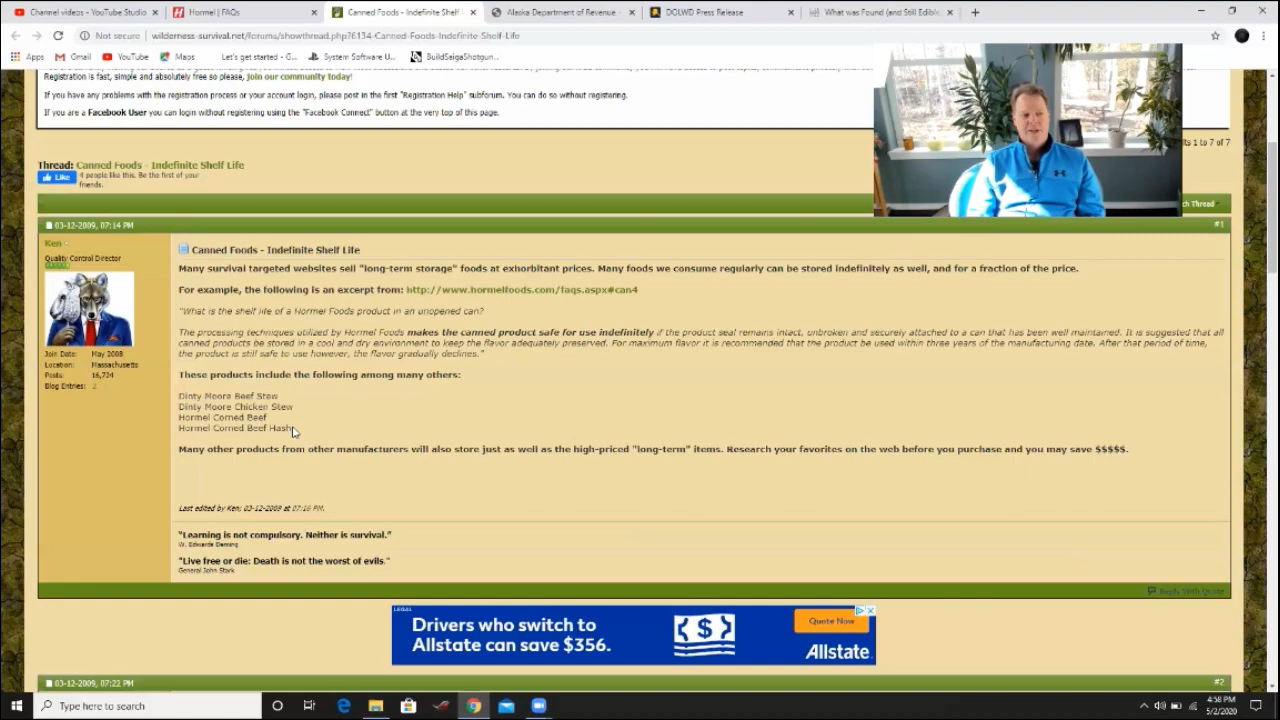 Channel videos - YouTube Studio
Hormel | FAQs
Canned Foods - Indefinite Shelf
Alaska Department of Revenue -
DOLWD Press Release
What was Found (and Still Edible
Not secure
wilderness-survival.net/forums/showthread.php?6134-Canned-Foods-Indefinite-Shelf-Life
Apps
Gmail
YouTube
Maps
Let's get started - G...
System Software U...
BuildSaigaShotgun...
Registration is fast, simple and absolutely free so please, join our community today!
If you have any problems with the registration process or your account login, please post in the first "Registration Help" subforum. You can do so without registering.
If you are a Facebook User you can login without registering using the "Facebook Connect" button at the very top of this page.
ts 1 to 7 of 7
Thread: Canned Foods - Indefinite Shelf Life
Like
4 people like this. Be the first of your
friends.
ch Thread
03-12-2009, 07:14 PM
#1
Ken
Quality Control Director
Join Date: May 2008
Location: Massachusetts
Posts: 16,724
Blog Entries: 2
Canned Foods - Indefinite Shelf Life
Many survival targeted websites sell "long-term storage" foods at exhorbitant prices. Many foods we consume regularly can be stored indefinitely as well, and for a fraction of the price.
For example, the following is an excerpt from: http://www.hormelfoods.com/faqs.aspx#can4
"What is the shelf life of a Hormel Foods product in an unopened can?
The processing techniques utilized by Hormel Foods makes the canned product safe for use indefinitely if the product seal remains intact, unbroken and securely attached to a can that has been well maintained. It is suggested that all
canned products be stored in a cool and dry environment to keep the flavor adequately preserved. For maximum flavor it is recommended that the product be used within three years of the manufacturing date. After that period of time,
the product is still safe to use however, the flavor gradually declines."
These products include the following among many others:
Dinty Moore Beef Stew
Dinty Moore Chicken Stew
Hormel Corned Beef
Hormel Corned Beef Hash
Many other products from other manufacturers will also store just as well as the high-priced "long-term" items. Research your favorites on the web before you purchase and you may save $$$$$.
Last edited by Ken; 03-12-2009 at 07:16 PM.
"Learning is not compulsory. Neither is survival."
W. Edwards Deming
"Live free or die: Death is not the worst of evils."
General John Stark
Reply With Quote
LEGAL
Drivers who switch to
Allstate can save $356.
Quote Now
Allstate.
03-12-2009, 07:22 PM
#2
Type here to search
4:58 PM
5/2/2020